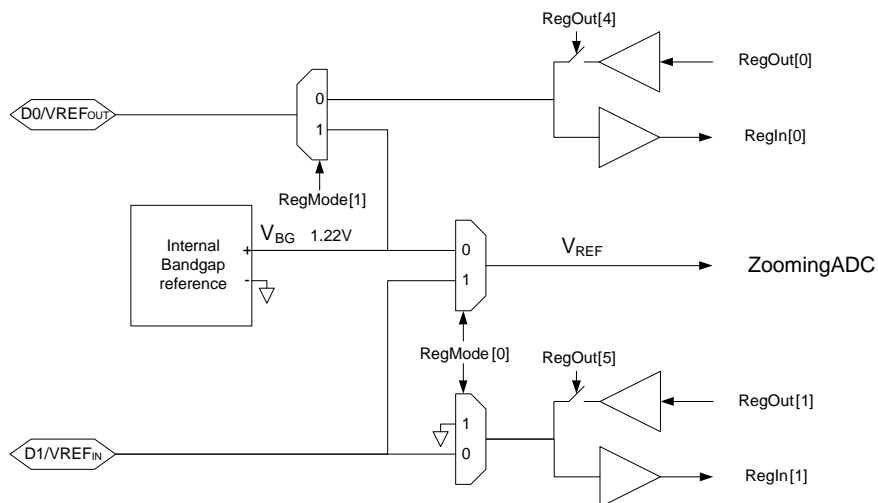 RegOut[4]
RegOut[0]
0
D0/VREFOUT
1
RegIn[0]
RegMode[1]
Internal
Bandgap
reference
+
-
VBG 1.22V
0
VREF
1
ZoomingADC
RegMode[0]
RegOut[5]
RegOut[1]
1
0
D1/VREFIN
RegIn[1]